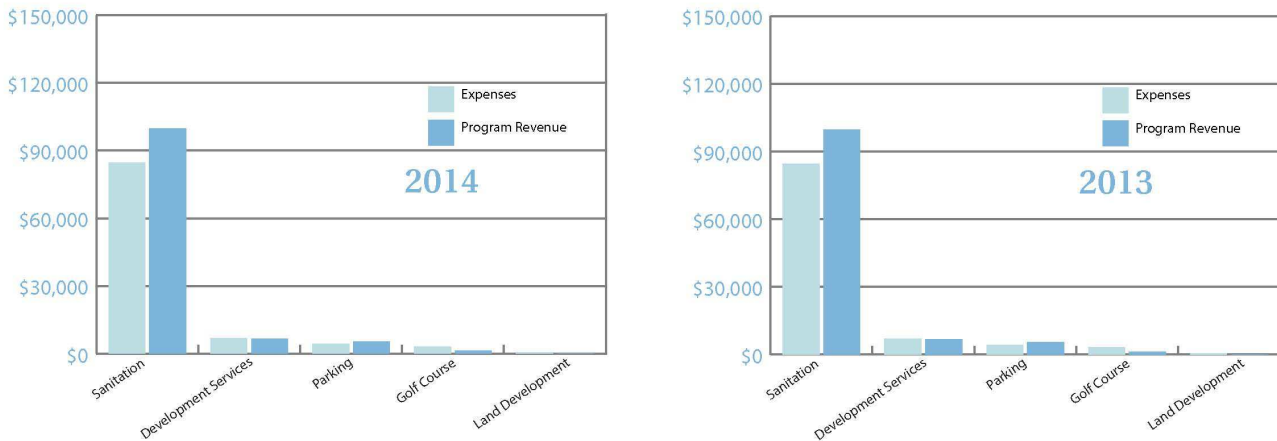 $150,000
$120,000
$90,000
$60,000
$30,000
$0
Expenses
Program Revenue
2014
Sanitation
Development Services
Parking
Golf Course
Land Development
$150,000
$120,000
$90,000
$60,000
$30,000
$0
Expenses
Program Revenue
2013
Sanitation
Development Services
Parking
Golf Course
Land Development